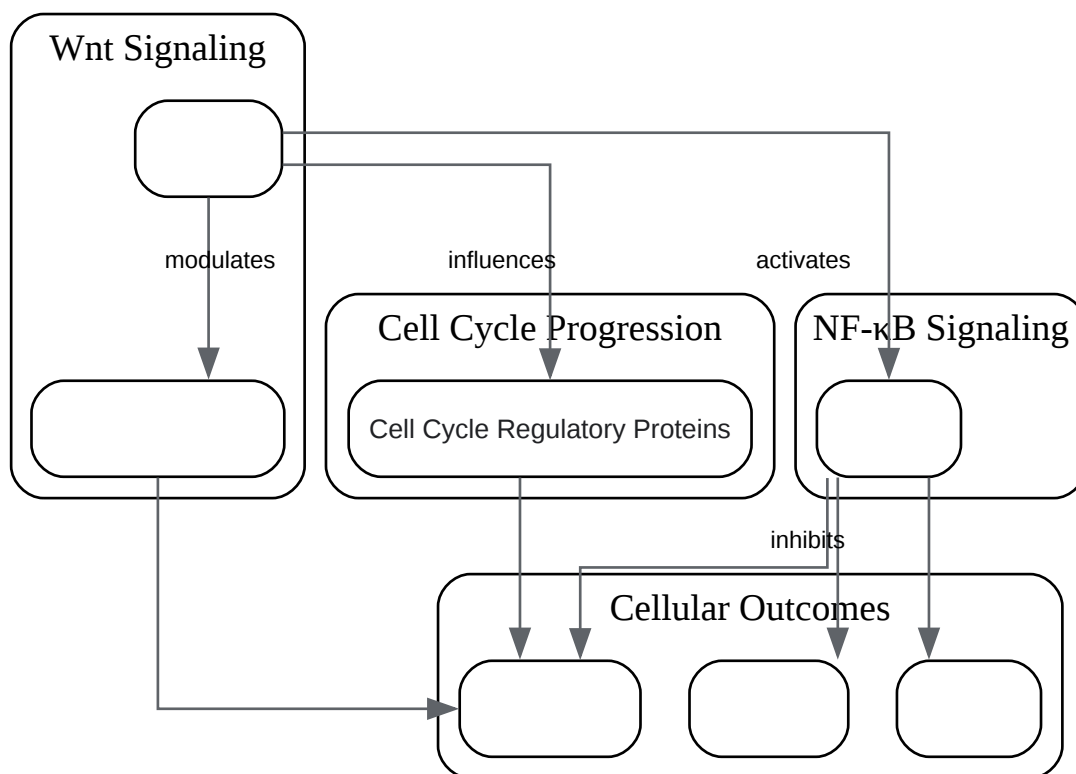 Wnt Signaling
modulates
influences
activates
Cell Cycle Progression
NF-κB Signaling
Cell Cycle Regulatory Proteins
inhibits
Cellular Outcomes